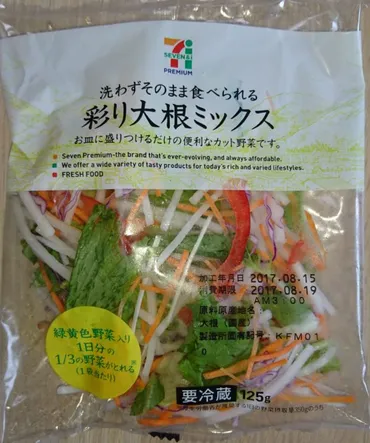 7
SEVEN&i
PREMIUM
洗わずそのまま食べられる
彩り大根ミックス
お皿に盛りつけるだけの便利なカット野菜です。
Seven Premium-the brand that's ever-evolving, and always affordable.
We offer a wide variety of tasty products for today's rich and varied lifestyles.
FRESH FOOD
加工年月日 2017.08.15
消費期限 2017.08.19
AM3:00
原料原産地名
大根(国産)
製造所固有記号 K-FM01
0
緑黄色野菜入り
1日分の
1/3の野菜がとれる※
(1袋当たり)
要冷蔵 125g